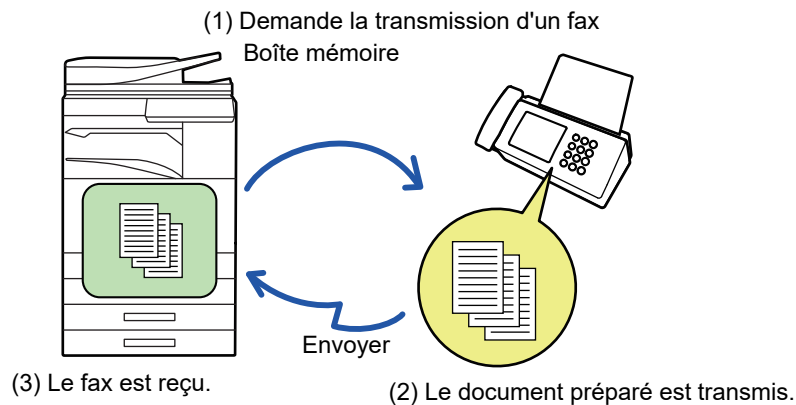 (1) Demande la transmission d'un fax
Boîte mémoire
Envoyer
(3) Le fax est reçu.
(2) Le document préparé est transmis.